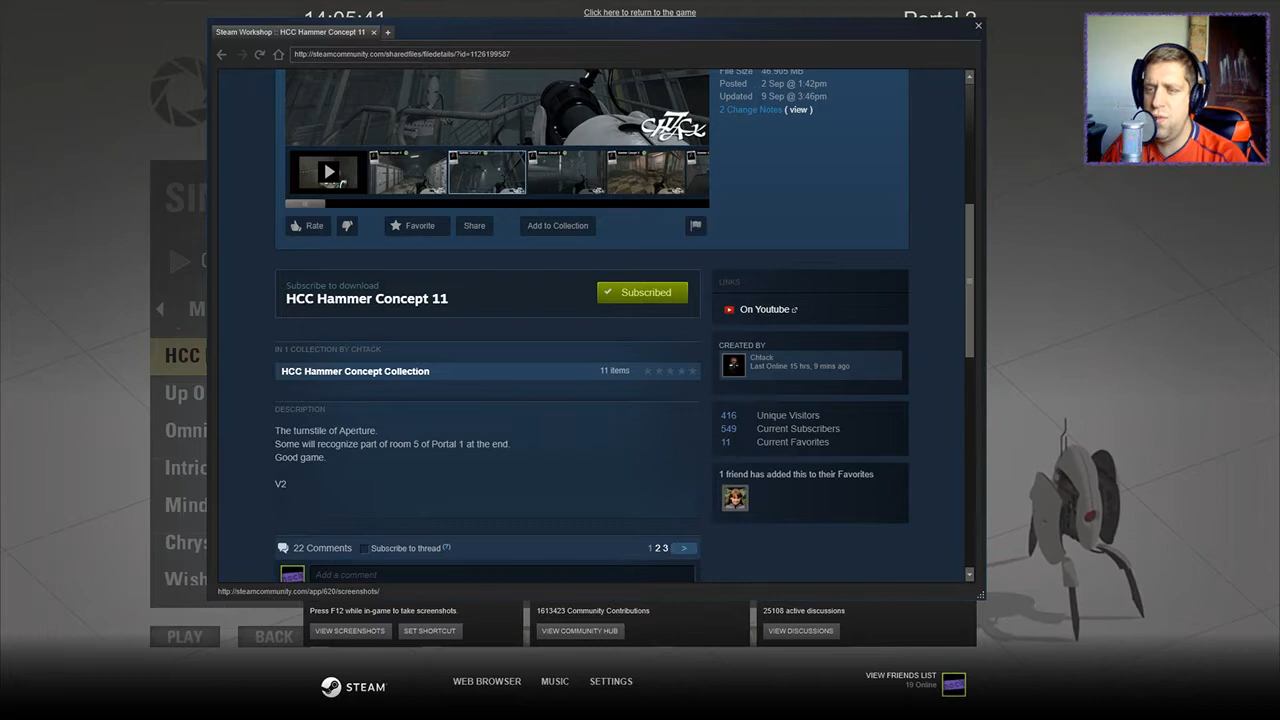 14:05:41
Click here to return to the game
Portal 2
Steam Workshop :: HCC Hammer Concept 11
http://steamcommunity.com/sharedfiles/filedetails/?id=1126199587
File Size 46.905 MB
Posted 2 Sep @ 1:42pm
Updated 9 Sep @ 3:46pm
2 Change Notes ( view )
CHTACK
Rate
Favorite
Share
Add to Collection
Subscribe to download
HCC Hammer Concept 11
Subscribed
LINKS
On Youtube
IN 1 COLLECTION BY CHTACK
HCC Hammer Concept Collection
11 items
CREATED BY
Chtack
Last Online 15 hrs, 9 mins ago
DESCRIPTION
The turnstile of Aperture.
Some will recognize part of room 5 of Portal 1 at the end.
Good game.
V2
416 Unique Visitors
549 Current Subscribers
11 Current Favorites
1 friend has added this to their Favorites
22 Comments
Subscribe to thread (?)
1 2 3 >
Add a comment
http://steamcommunity.com/app/620/screenshots/
SIN
M
HCC
Up O
Omni
Intric
Mind
Chrys
Wish
PLAY
BACK
Press F12 while in-game to take screenshots.
VIEW SCREENSHOTS
SET SHORTCUT
1613423 Community Contributions
VIEW COMMUNITY HUB
25108 active discussions
VIEW DISCUSSIONS
STEAM
WEB BROWSER
MUSIC
SETTINGS
VIEW FRIENDS LIST
19 Online